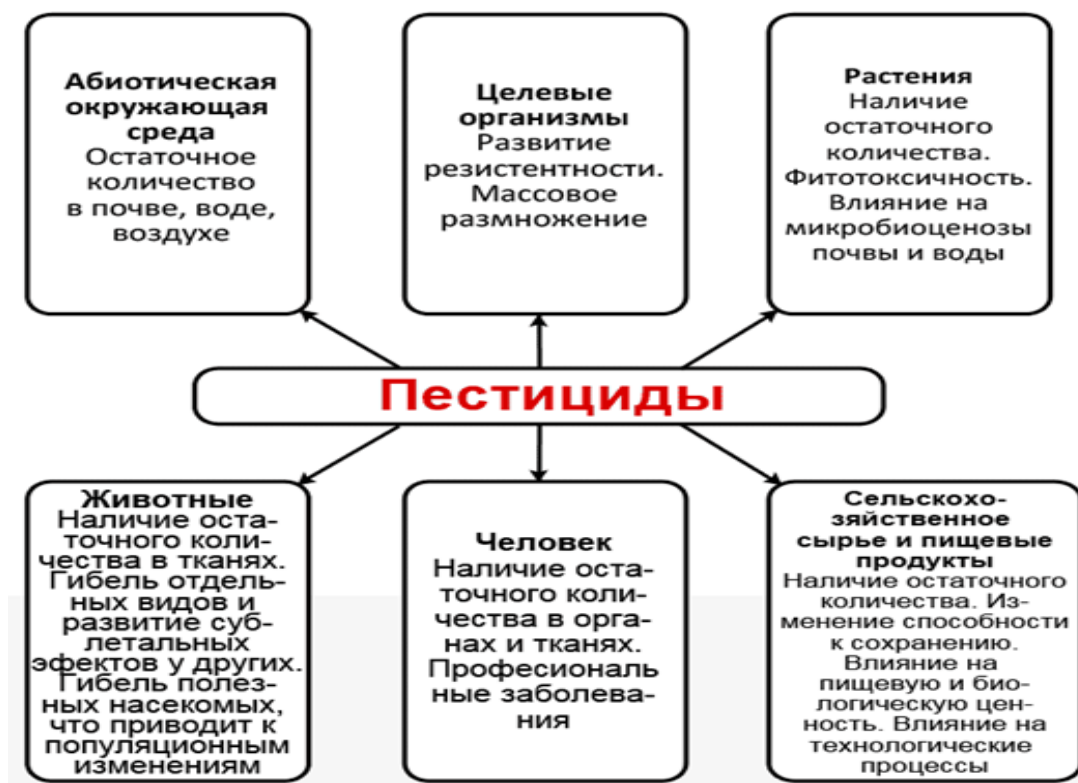 Абиотическая
окружающая
среда
Остаточное
количество
в почве, воде,
воздухе
Целевые
организмы
Развитие
резистентности.
Массовое
размножение
Растения
Наличие
остаточного
количества.
Фитотоксичность.
Влияние на
микробиоценозы
почвы и воды
Пестициды
Животные
Наличие оста-
точного коли-
чества в тканях.
Гибель отдель-
ных видов и
развитие суб-
летальных
эфектов у других.
Гибель полез-
ных насекомых,
что приводит к
популяционным
изменениям
Человек
Наличие оста-
точного коли-
чества в орга-
нах и тканях.
Професиональ
ные заболева-
ния
Сельскохо-
зяйственное
сырье и пищевые
продукты
Наличие остаточного
количества. Из-
менение способности
к сохранению.
Влияние на
пищевую и био-
логическую цен-
ность. Влияние на
технологические
процессы